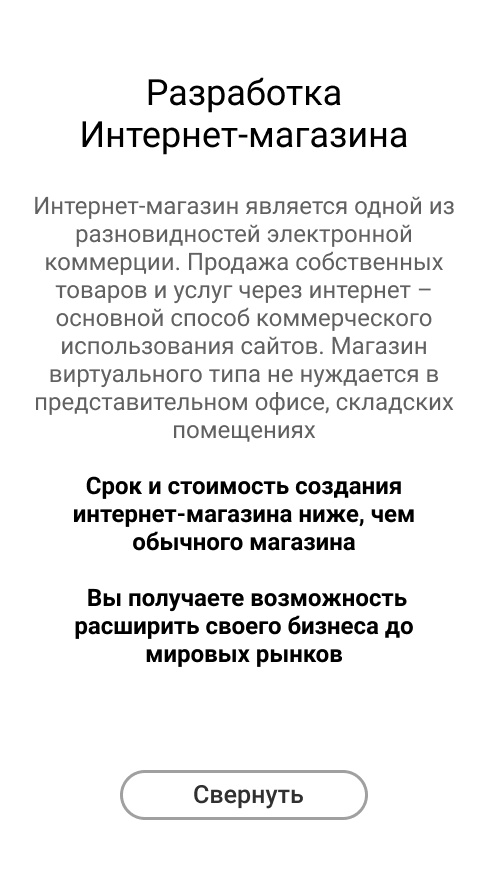 Разработка
Интернет-магазина
Интернет-магазин является одной из
разновидностей электронной
коммерции. Продажа собственных
товаров и услуг через интернет –
основной способ коммерческого
использования сайтов. Магазин
виртуального типа не нуждается в
представительном офисе, складских
помещениях
Срок и стоимость создания
интернет-магазина ниже, чем
обычного магазина
Вы получаете возможность
расширить своего бизнеса до
мировых рынков
Свернуть